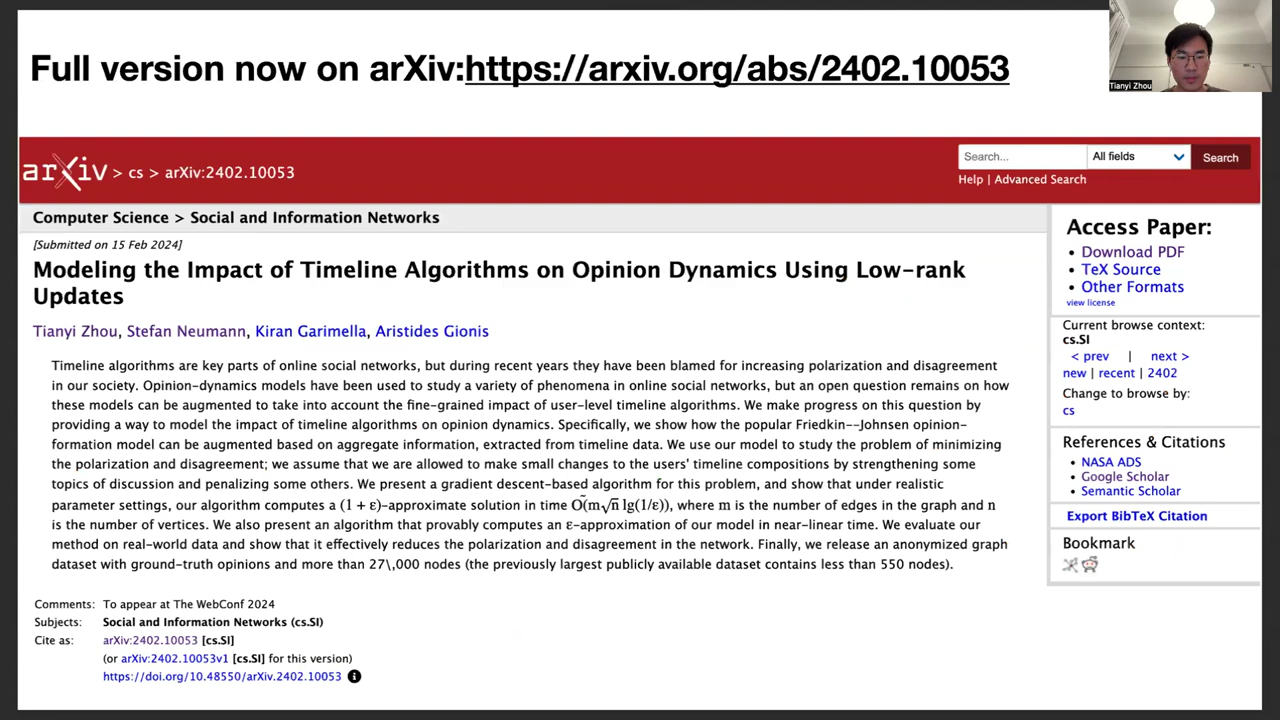 Full version now on arXiv:https://arxiv.org/abs/2402.10053
Tianyi Zhou
arXiv > cs > arXiv:2402.10053
Search...
All fields
Search
Help | Advanced Search
Computer Science > Social and Information Networks
[Submitted on 15 Feb 2024]
Modeling the Impact of Timeline Algorithms on Opinion Dynamics Using Low-rank
Updates
Tianyi Zhou, Stefan Neumann, Kiran Garimella, Aristides Gionis
Timeline algorithms are key parts of online social networks, but during recent years they have been blamed for increasing polarization and disagreement
in our society. Opinion-dynamics models have been used to study a variety of phenomena in online social networks, but an open question remains on how
these models can be augmented to take into account the fine-grained impact of user-level timeline algorithms. We make progress on this question by
providing a way to model the impact of timeline algorithms on opinion dynamics. Specifically, we show how the popular Friedkin--Johnsen opinion-
formation model can be augmented based on aggregate information, extracted from timeline data. We use our model to study the problem of minimizing
the polarization and disagreement; we assume that we are allowed to make small changes to the users' timeline compositions by strengthening some
topics of discussion and penalizing some others. We present a gradient descent-based algorithm for this problem, and show that under realistic
parameter settings, our algorithm computes a (1 + ε)-approximate solution in time Õ(m√n lg(1/ε)), where m is the number of edges in the graph and n
is the number of vertices. We also present an algorithm that provably computes an ε-approximation of our model in near-linear time. We evaluate our
method on real-world data and show that it effectively reduces the polarization and disagreement in the network. Finally, we release an anonymized graph
dataset with ground-truth opinions and more than 27\,000 nodes (the previously largest publicly available dataset contains less than 550 nodes).
Comments: To appear at The WebConf 2024
Subjects: Social and Information Networks (cs.SI)
Cite as: arXiv:2402.10053 [cs.SI]
(or arXiv:2402.10053v1 [cs.SI] for this version)
https://doi.org/10.48550/arXiv.2402.10053
Access Paper:
Download PDF
TeX Source
Other Formats
view license
Current browse context:
cs.SI
< prev | next >
new | recent | 2402
Change to browse by:
cs
References & Citations
NASA ADS
Google Scholar
Semantic Scholar
Export BibTeX Citation
Bookmark